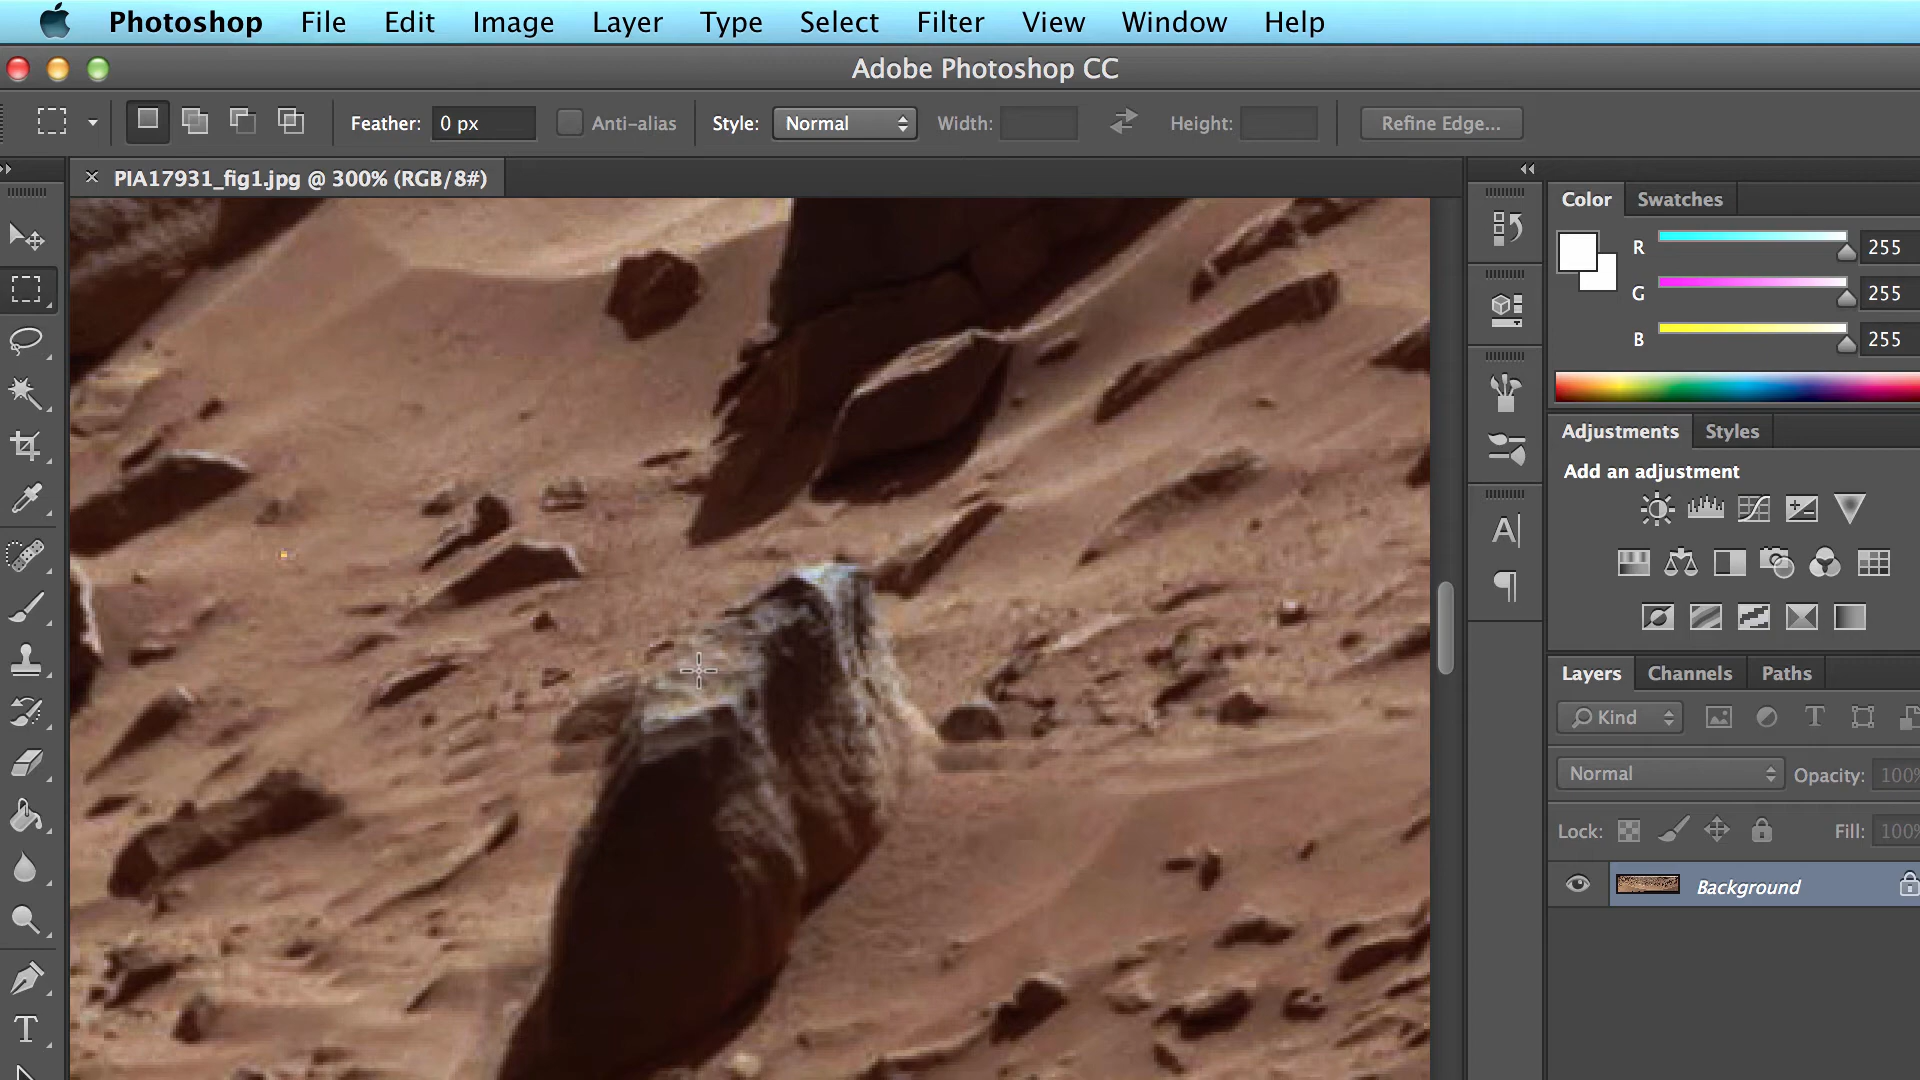 Photoshop File Edit Image Layer Type Select Filter View Window Help
Adobe Photoshop CC
Feather: 0 px Anti-alias Style: Normal Width: Height: Refine Edge...
PIA17931_fig1.jpg @ 300% (RGB/8#)
Color Swatches
R 255
G 255
B 255
Adjustments Styles
Add an adjustment
Layers Channels Paths
Kind
Normal Opacity: 100%
Lock: Fill: 100%
Background